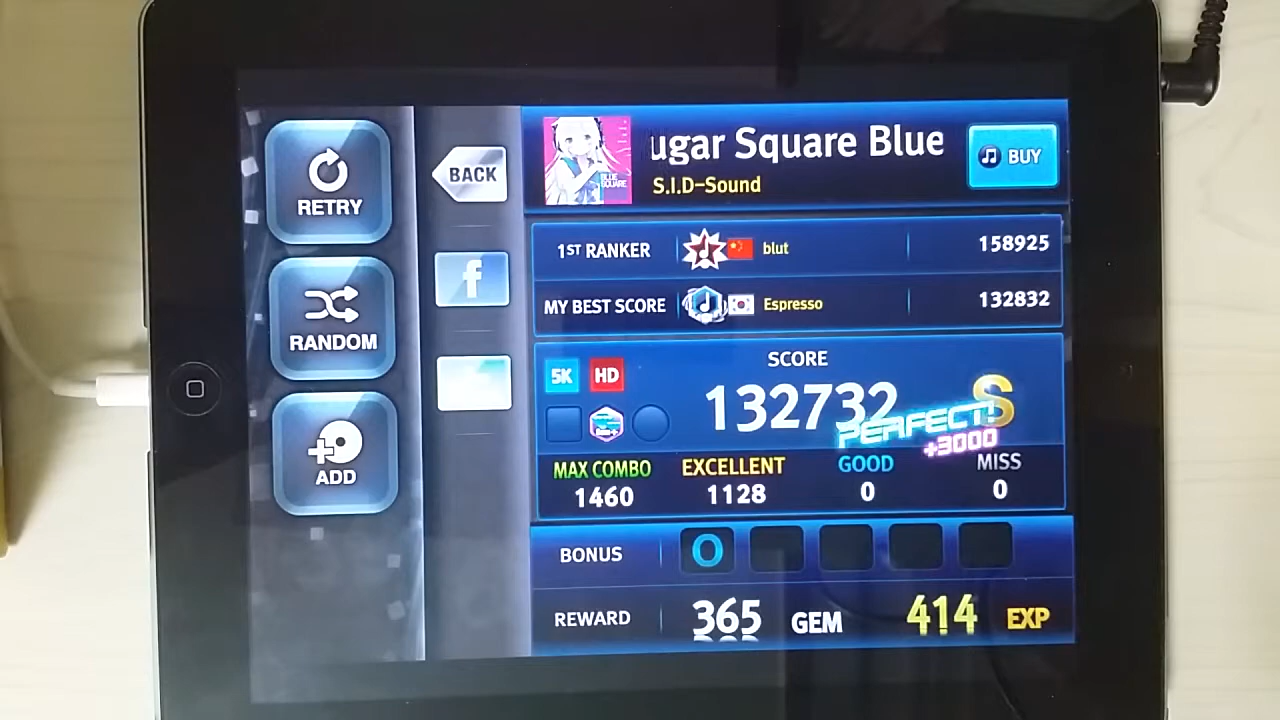 RETRY
RANDOM
ADD
BACK
f
ugar Square Blue
S.I.D-Sound
BUY
BLUE
SQUARE
1ST RANKER blut 158925
MY BEST SCORE Espresso 132832
5K HD SCORE
132732 S
PERFECT!
+3000
MAX COMBO EXCELLENT GOOD MISS
1460 1128 0 0
BONUS O
REWARD 365 GEM 414 EXP